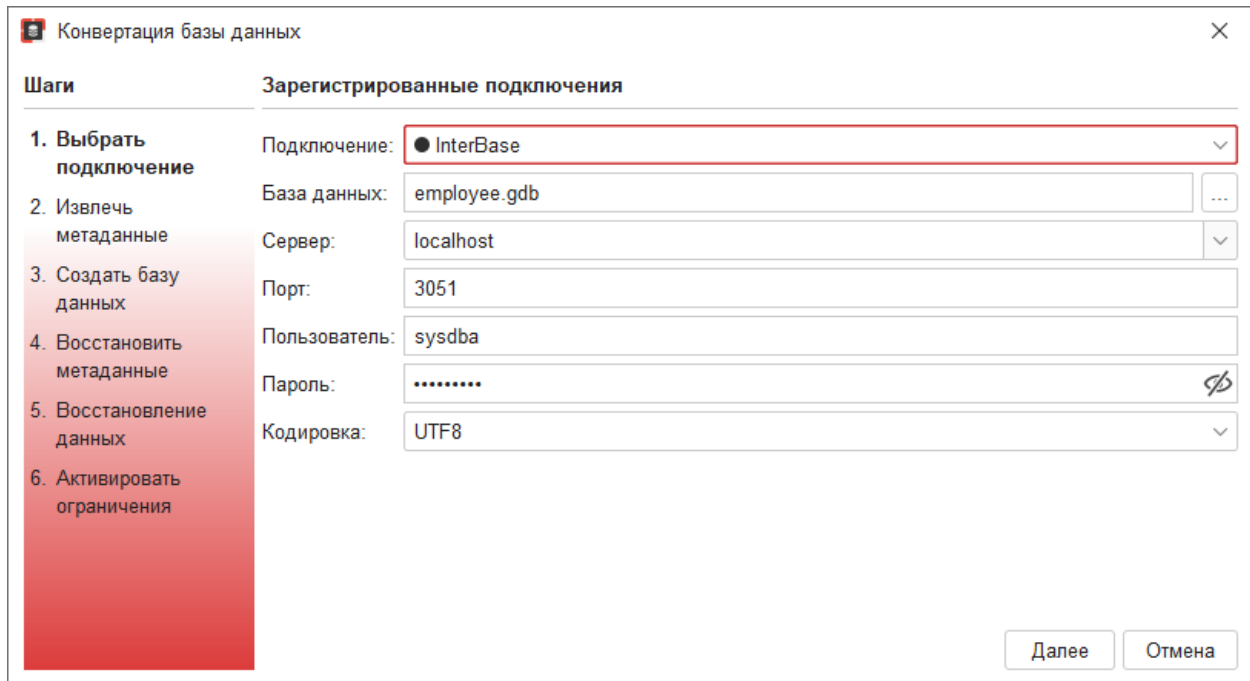 Конвертация базы данных
Шаги
1. Выбрать
подключение
2. Извлечь
метаданные
3. Создать базу
данных
4. Восстановить
метаданные
5. Восстановление
данных
6. Активировать
ограничения
Зарегистрированные подключения
Подключение: InterBase
База данных: employee.gdb ...
Сервер: localhost
Порт: 3051
Пользователь: sysdba
Пароль: •••••••••
Кодировка: UTF8
Далее Отмена